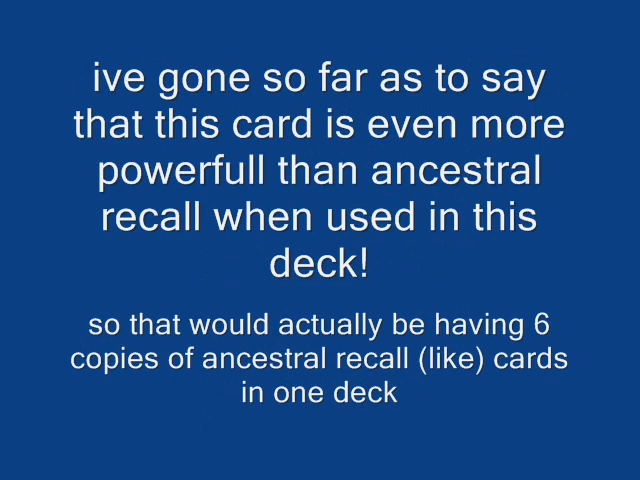 ive gone so far as to say
that this card is even more
powerfull than ancestral
recall when used in this
deck!
so that would actually be having 6
copies of ancestral recall (like) cards
in one deck